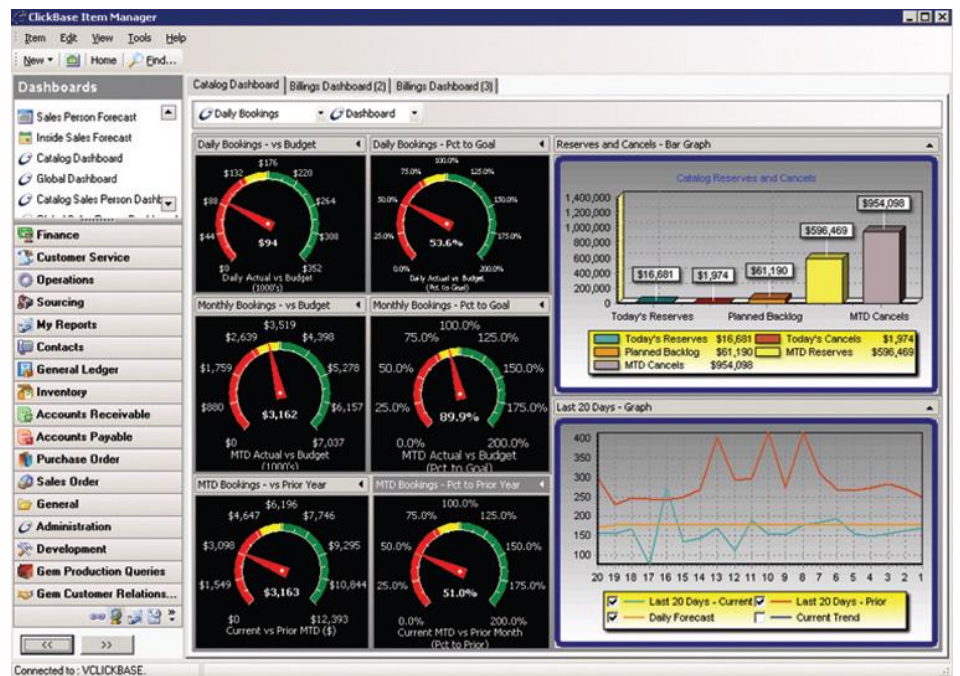 ClickBase Item Manager
Item Edit View Tools Help
New Home Find...
Dashboards
Sales Person Forecast
Inside Sales Forecast
Catalog Dashboard
Global Dashboard
Catalog Sales Person Dashb
Finance
Customer Service
Operations
Sourcing
My Reports
Contacts
General Ledger
Inventory
Accounts Receivable
Accounts Payable
Purchase Order
Sales Order
General
Administration
Development
Gem Production Queries
Gem Customer Relations...
<< >>
Connected to : VCLICKBASE.
Catalog Dashboard Billings Dashboard (2) Billings Dashboard (3)
Daily Bookings Dashboard
Daily Bookings - vs Budget
$176
$132 $220
$88 $264
$44 $308
$94
$0 $352
Daily Actual vs Budget
(1000's)
Daily Bookings - Pct to Goal
100.0%
75.0% 125.0%
50.0% 150.0%
25.0% 175.0%
53.6%
0.0% 200.0%
Daily Actual vs Budget
(Pct to Goal)
Monthly Bookings - vs Budget
$3,519
$2,639 $4,398
$1,759 $5,278
$880 $6,157
$3,162
$0 $7,037
MTD Actual vs Budget
(1000's)
Monthly Bookings - Pct to Goal
100.0%
75.0% 125.0%
50.0% 150.0%
25.0% 175.0%
89.9%
0.0% 200.0%
MTD Actual vs Budget
(Pct to Goal)
MTD Bookings - vs Prior Year
$6,196
$4,647 $7,746
$3,098 $9,295
$1,549 $10,844
$3,163
$0 $12,393
Current vs Prior MTD ($)
MTD Bookings - Pct to Prior Year
100.0%
75.0% 125.0%
50.0% 150.0%
25.0% 175.0%
51.0%
0.0% 200.0%
Current MTD vs Prior Month
(Pct to Prior)
Reserves and Cancels - Bar Graph
Catalog Reserves and Cancels
1,400,000
1,200,000
1,000,000
800,000
600,000
400,000
200,000
0
$16,681 $1,974 $61,190 $596,469 $954,098
Today's Reserves Planned Backlog MTD Cancels
Today's Reserves $16,681 Today's Cancels $1,974
Planned Backlog $61,190 MTD Reserves $596,469
MTD Cancels $954,098
Last 20 Days - Graph
400
350
300
250
200
150
100
20 19 18 17 16 15 14 13 12 11 10 9 8 7 6 5 4 3 2 1
Last 20 Days - Current Last 20 Days - Prior
Daily Forecast Current Trend